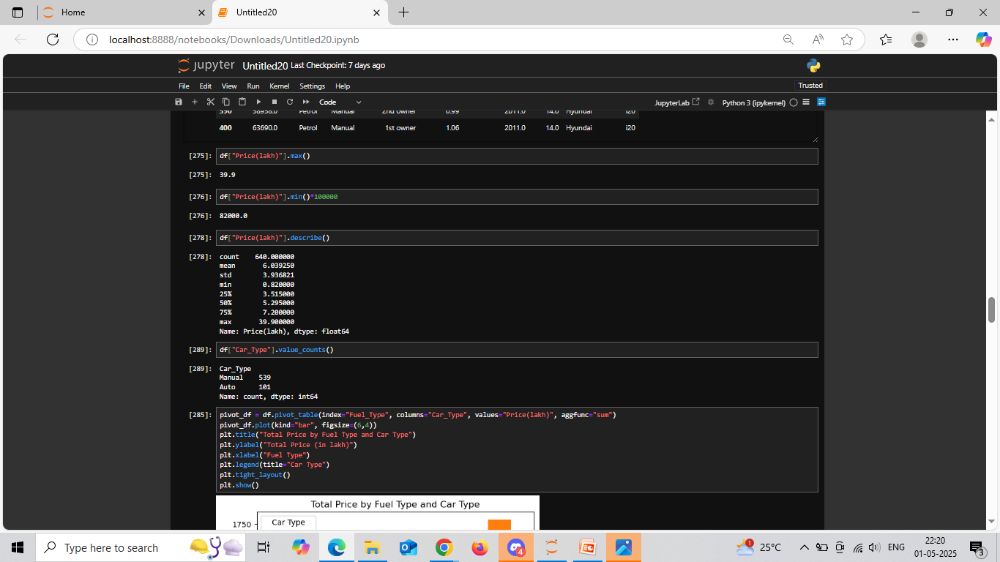 Home
Untitled20
localhost:8888/notebooks/Downloads/Untitled20.ipynb
jupyter Untitled20 Last Checkpoint: 7 days ago
File Edit View Run Kernel Settings Help
Trusted
Code
JupyterLab
Python 3 (ipykernel)
550 58958.0 Petrol Manual 2nd owner 0.99 2011.0 14.0 Hyundai i20
400 63690.0 Petrol Manual 1st owner 1.06 2011.0 14.0 Hyundai i20
[275]: df["Price(lakh)"].max()
[275]: 39.9
[276]: df["Price(lakh)"].min()*100000
[276]: 82000.0
[278]: df["Price(lakh)"].describe()
[278]: count 640.000000
mean 6.039250
std 3.936821
min 0.820000
25% 3.515000
50% 5.295000
75% 7.200000
max 39.900000
Name: Price(lakh), dtype: float64
[289]: df["Car_Type"].value_counts()
[289]: Car_Type
Manual 539
Auto 101
Name: count, dtype: int64
[285]: pivot_df = df.pivot_table(index="Fuel_Type", columns="Car_Type", values="Price(lakh)", aggfunc="sum")
pivot_df.plot(kind="bar", figsize=(6,4))
plt.title("Total Price by Fuel Type and Car Type")
plt.ylabel("Total Price (in lakh)")
plt.xlabel("Fuel Type")
plt.legend(title="Car Type")
plt.tight_layout()
plt.show()
Total Price by Fuel Type and Car Type
1750
Car Type
Type here to search
4
1
25°C
ENG
22:20
01-05-2025
3